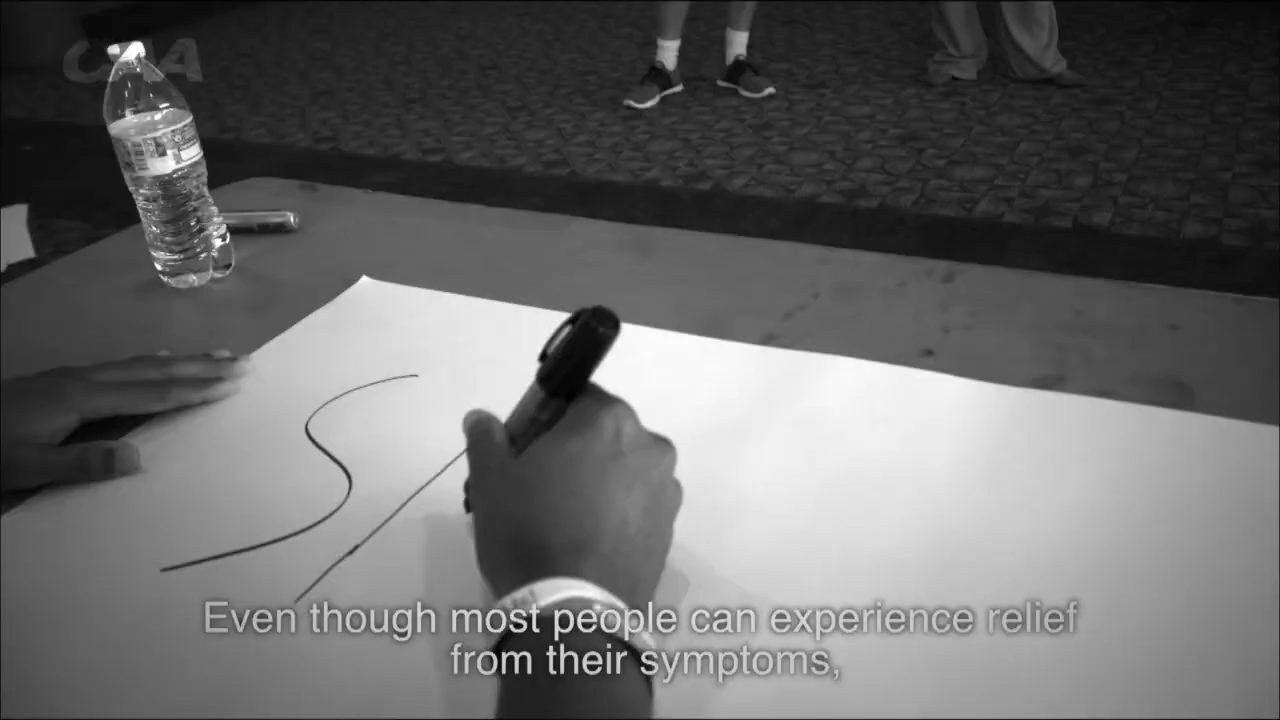 S
Even though most people can experience relief
from their symptoms,